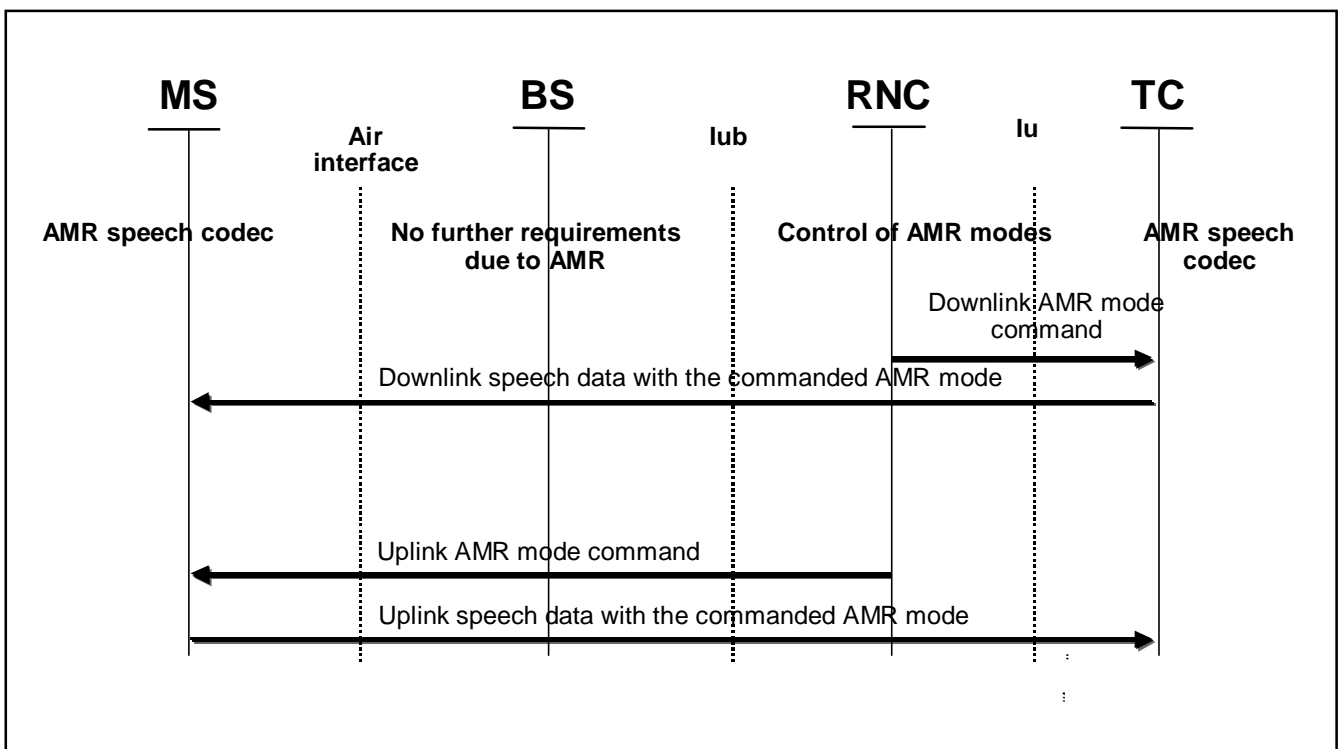 MS
BS
RNC
TC
Air
interface
Iub
Iu
AMR speech codec
No further requirements
due to AMR
Control of AMR modes
AMR speech
codec
Downlink AMR mode
command
Downlink speech data with the commanded AMR mode
Uplink AMR mode command
Uplink speech data with the commanded AMR mode